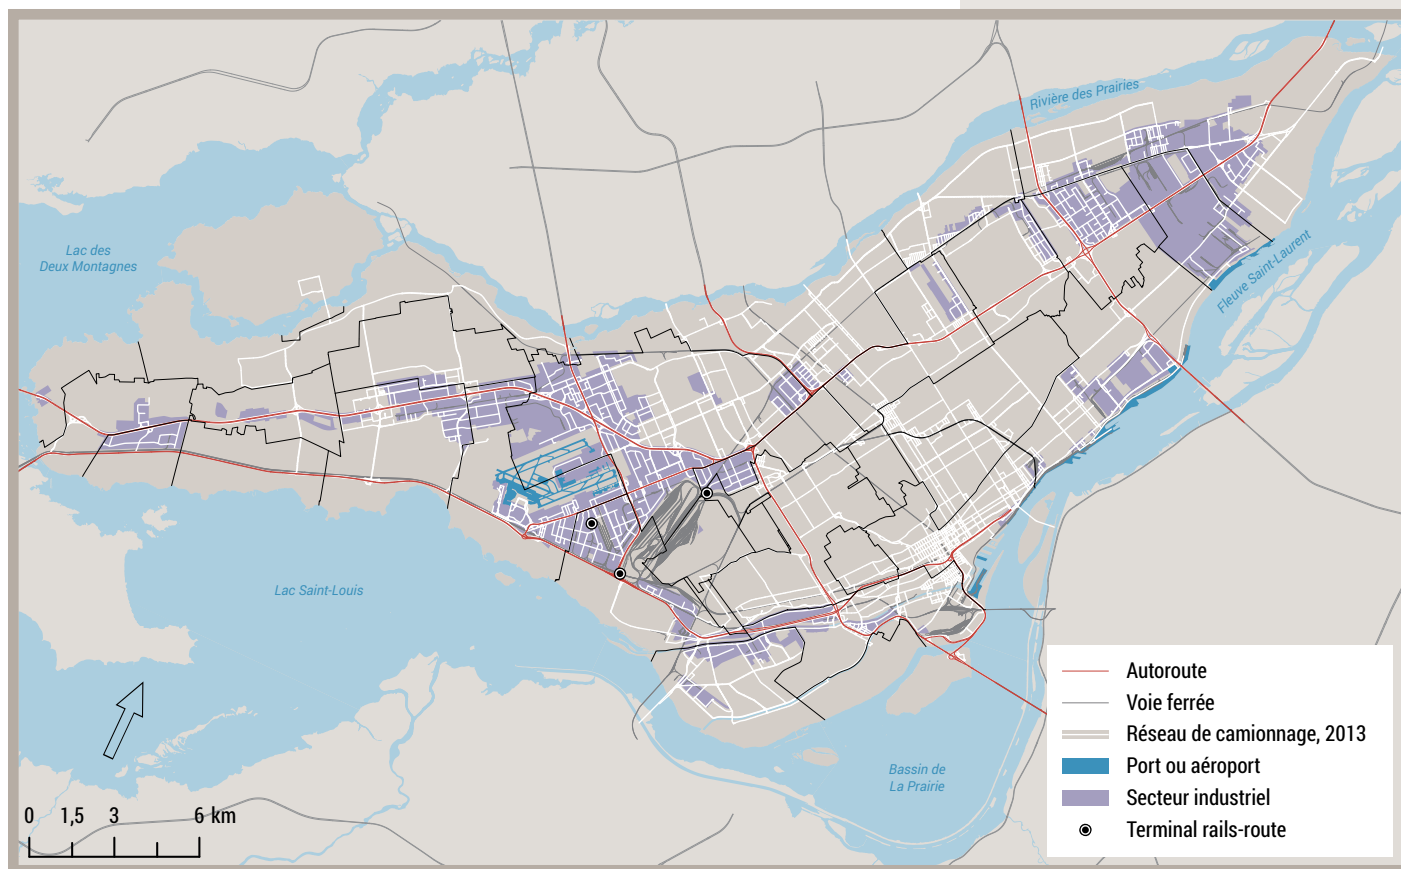 Rivière des Prairies
Lac des
Deux Montagnes
Fleuve Saint-Laurent
Lac Saint-Louis
Bassin de
La Prairie
0 1,5 3 6 km
Autoroute
Voie ferrée
Réseau de camionnage, 2013
Port ou aéroport
Secteur industriel
Terminal rails-route